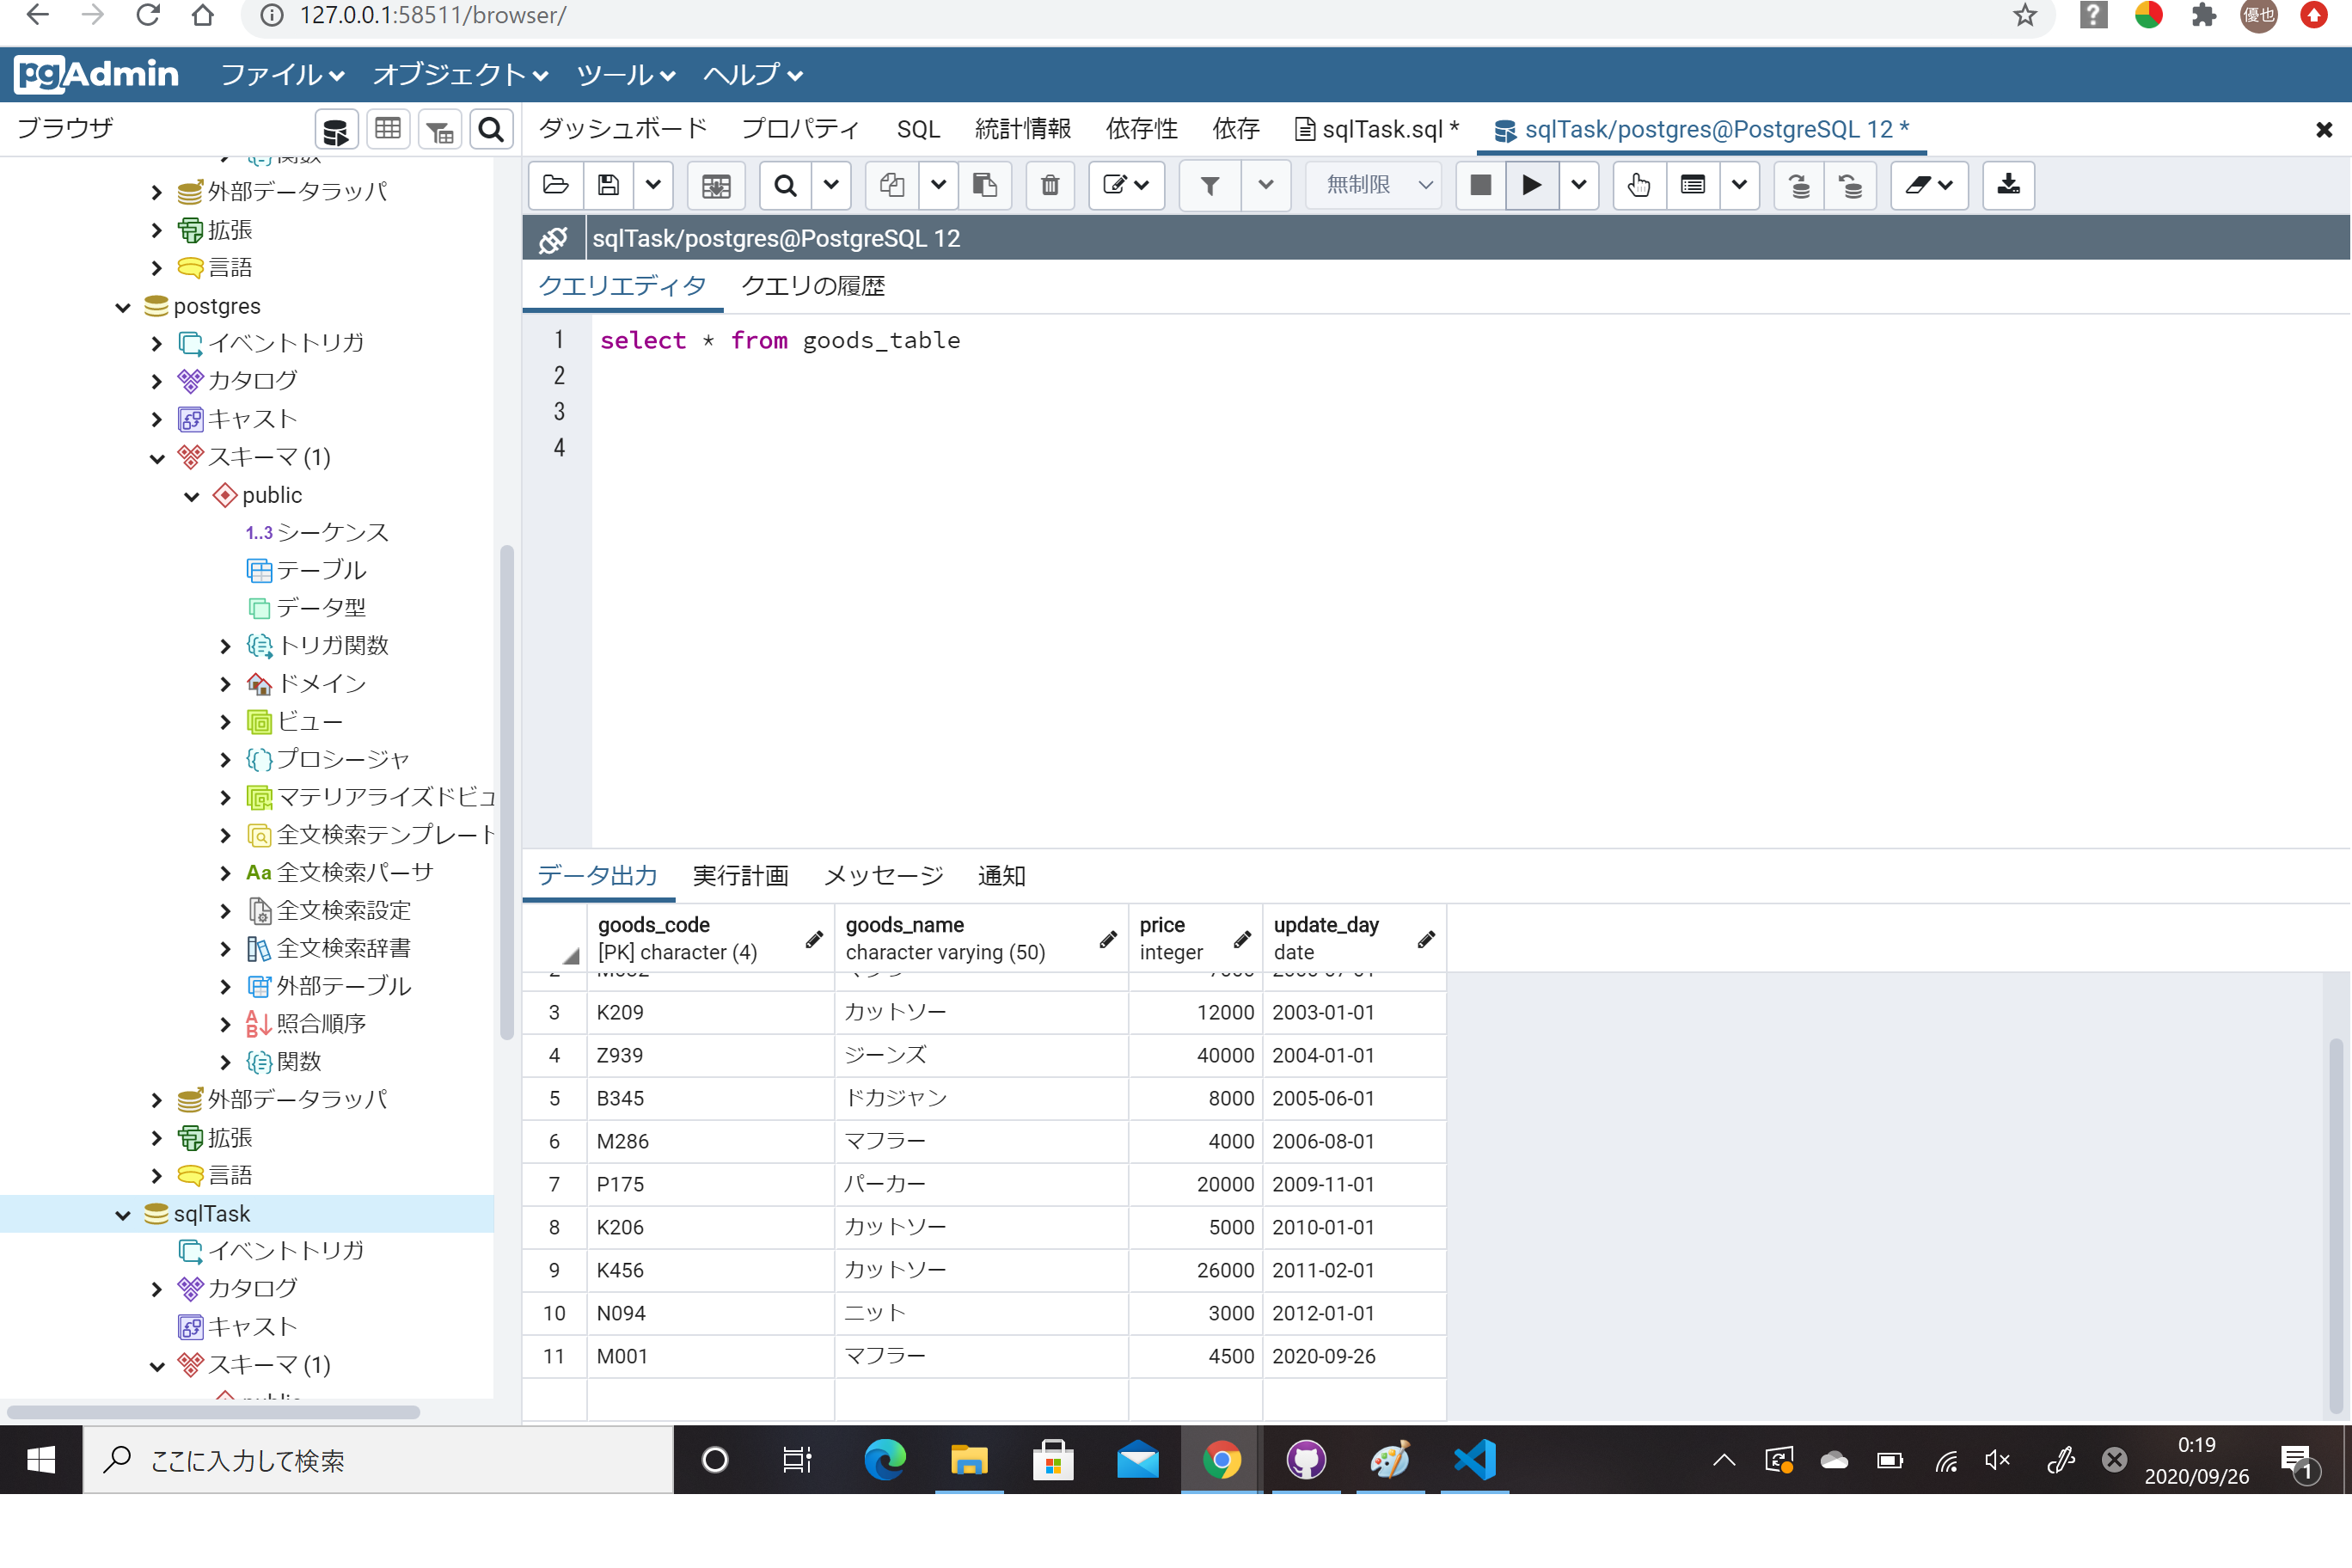 127.0.0.1:58511/browser/
優也
pgAdmin ファイル オブジェクト ツール ヘルプ
ブラウザ
ダッシュボード プロパティ SQL 統計情報 依存性 依存 sqlTask.sql * sqlTask/postgres@PostgreSQL 12 *
無制限
sqlTask/postgres@PostgreSQL 12
クエリエディタ クエリの履歴
1 select * from goods_table
2
3
4
関数
外部データラッパ
拡張
言語
postgres
イベントトリガ
カタログ
キャスト
スキーマ (1)
public
1..3 シーケンス
テーブル
データ型
トリガ関数
ドメイン
ビュー
プロシージャ
マテリアライズドビュ
全文検索テンプレート
Aa 全文検索パーサ
全文検索設定
全文検索辞書
外部テーブル
照合順序
関数
外部データラッパ
拡張
言語
sqlTask
イベントトリガ
カタログ
キャスト
スキーマ (1)
public
データ出力 実行計画 メッセージ 通知
goods_code goods_name price update_day
[PK] character (4) character varying (50) integer date
3 K209 カットソー 12000 2003-01-01
4 Z939 ジーンズ 40000 2004-01-01
5 B345 ドカジャン 8000 2005-06-01
6 M286 マフラー 4000 2006-08-01
7 P175 パーカー 20000 2009-11-01
8 K206 カットソー 5000 2010-01-01
9 K456 カットソー 26000 2011-02-01
10 N094 ニット 3000 2012-01-01
11 M001 マフラー 4500 2020-09-26
ここに入力して検索
0:19
2020/09/26
1